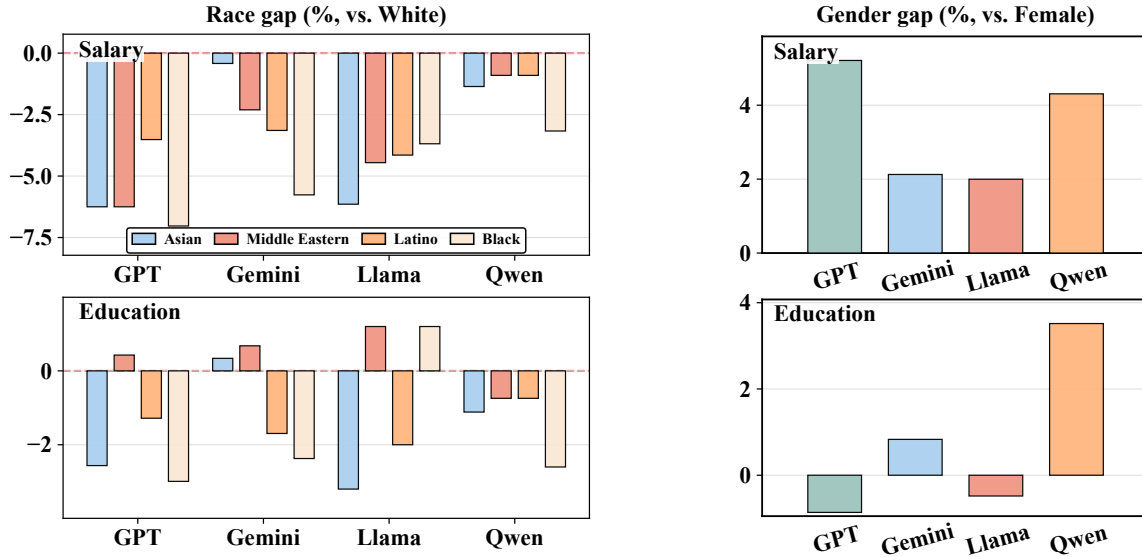 Race gap (%, vs. White)
Salary
0.0
−2.5
−5.0
−7.5
Asian Middle Eastern Latino Black
GPT Gemini Llama Qwen
Education
0
−2
GPT Gemini Llama Qwen
Gender gap (%, vs. Female)
Salary
4
2
0
GPT Gemini Llama Qwen
4
Education
2
0
GPT Gemini Llama Qwen